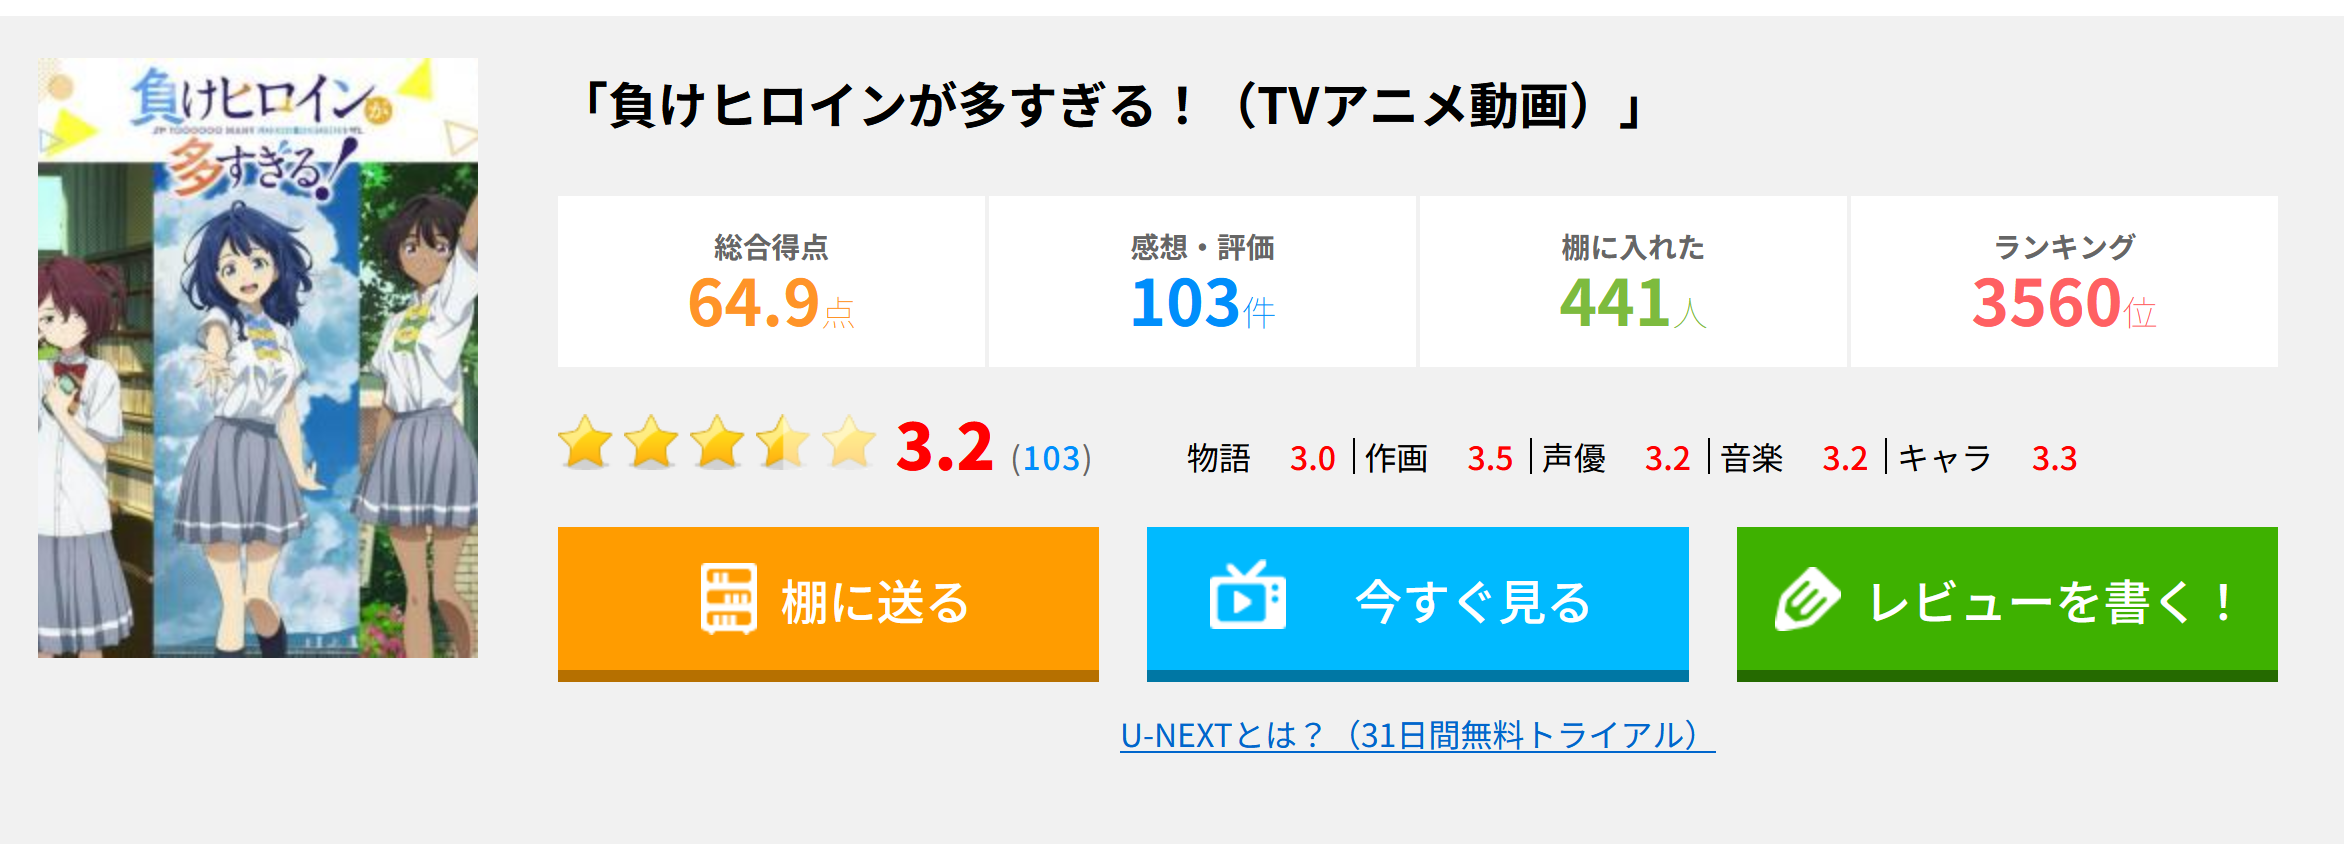 負けヒロインが
多すぎる!
「負けヒロインが多すぎる！（TVアニメ動画）」
総合得点 感想・評価 棚に入れた ランキング
64.9点 103件 441人 3560位
3.2 (103) 物語 3.0 作画 3.5 声優 3.2 音楽 3.2 キャラ 3.3
棚に送る 今すぐ見る レビューを書く！
U-NEXTとは？（31日間無料トライアル）